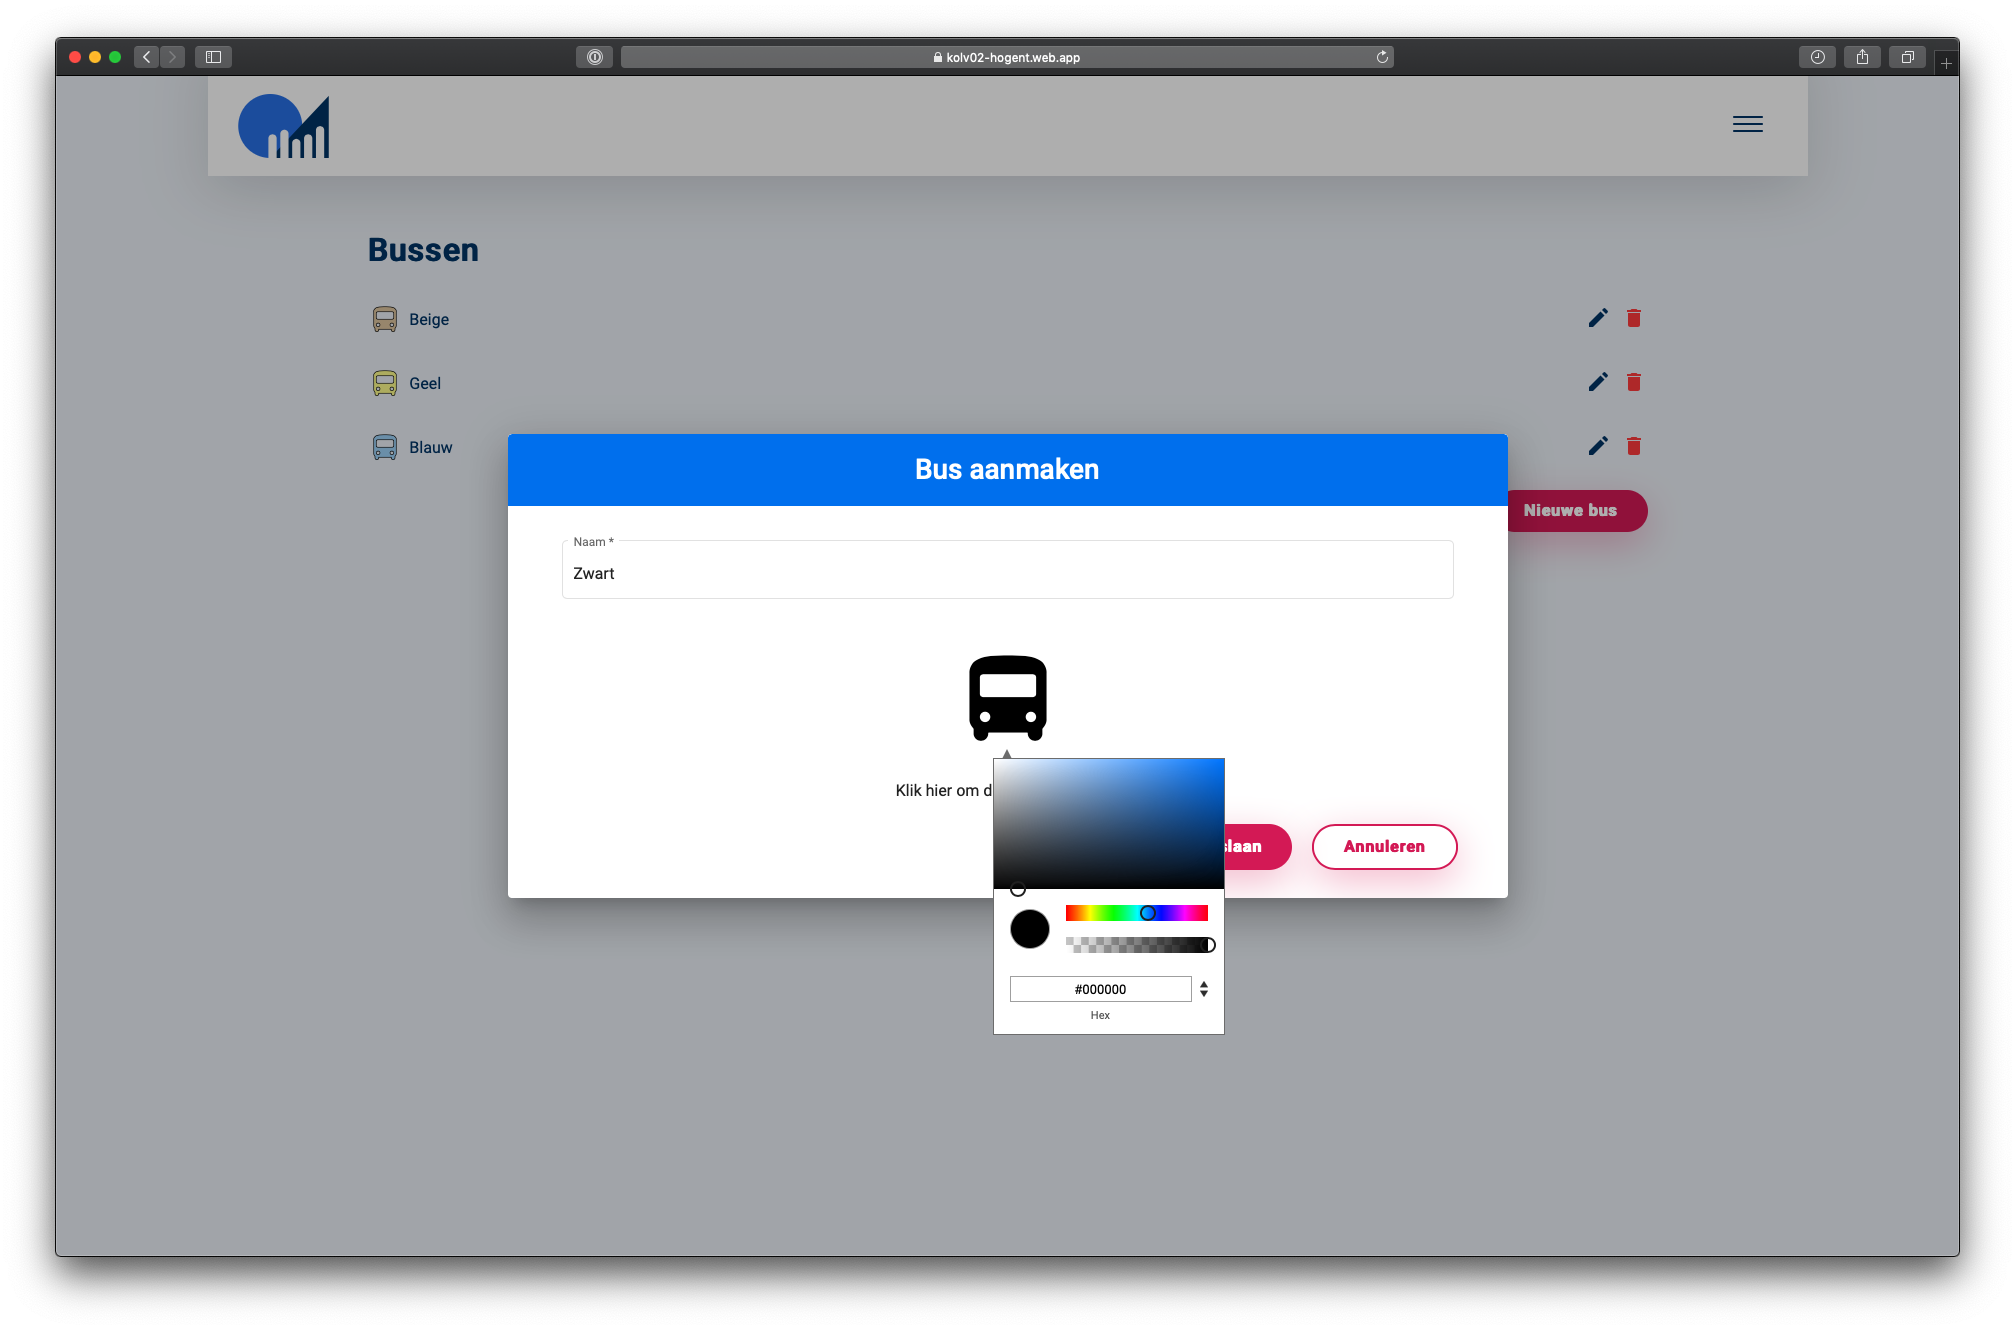 kolv02-hogent.web.app
Bussen
Beige
Geel
Blauw
Nieuwe bus
Bus aanmaken
Naam *
Zwart
Klik hier om d
slaan
Annuleren
#000000
Hex